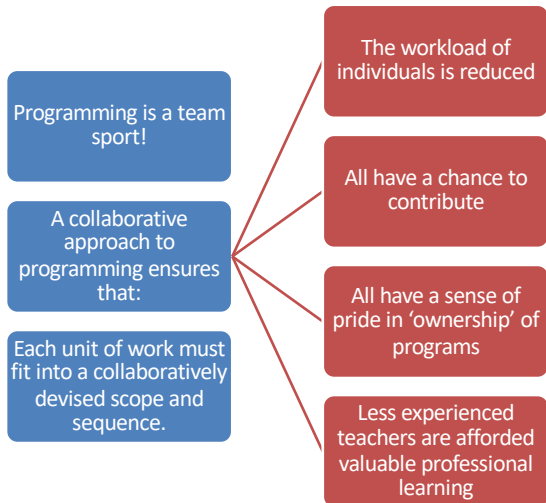 Programming is a team
sport!
A collaborative
approach to
programming ensures
that:
Each unit of work must
fit into a collaboratively
devised scope and
sequence.
The workload of
individuals is reduced
All have a chance to
contribute
All have a sense of
pride in ‘ownership’ of
programs
Less experienced
teachers are afforded
valuable professional
learning